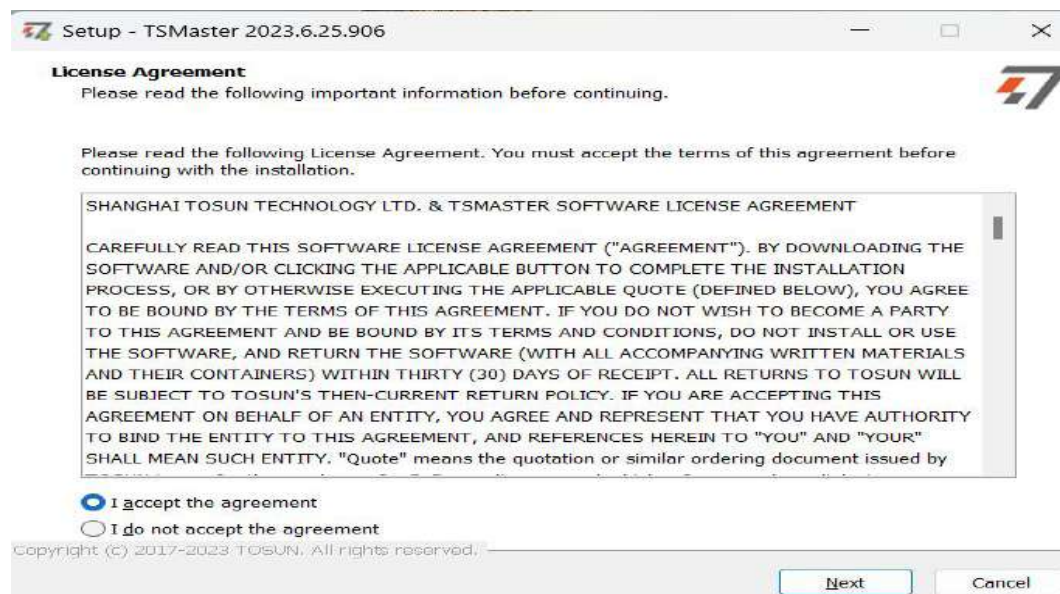 Setup - TSMaster 2023.6.25.906
License Agreement
Please read the following important information before continuing.
Please read the following License Agreement. You must accept the terms of this agreement before
continuing with the installation.
SHANGHAI TOSUN TECHNOLOGY LTD. & TSMASTER SOFTWARE LICENSE AGREEMENT
CAREFULLY READ THIS SOFTWARE LICENSE AGREEMENT ("AGREEMENT"). BY DOWNLOADING THE
SOFTWARE AND/OR CLICKING THE APPLICABLE BUTTON TO COMPLETE THE INSTALLATION
PROCESS, OR BY OTHERWISE EXECUTING THE APPLICABLE QUOTE (DEFINED BELOW), YOU AGREE
TO BE BOUND BY THE TERMS OF THIS AGREEMENT. IF YOU DO NOT WISH TO BECOME A PARTY
TO THIS AGREEMENT AND BE BOUND BY ITS TERMS AND CONDITIONS, DO NOT INSTALL OR USE
THE SOFTWARE, AND RETURN THE SOFTWARE (WITH ALL ACCOMPANYING WRITTEN MATERIALS
AND THEIR CONTAINERS) WITHIN THIRTY (30) DAYS OF RECEIPT. ALL RETURNS TO TOSUN WILL
BE SUBJECT TO TOSUN'S THEN-CURRENT RETURN POLICY. IF YOU ARE ACCEPTING THIS
AGREEMENT ON BEHALF OF AN ENTITY, YOU AGREE AND REPRESENT THAT YOU HAVE AUTHORITY
TO BIND THE ENTITY TO THIS AGREEMENT, AND REFERENCES HEREIN TO "YOU" AND "YOUR"
SHALL MEAN SUCH ENTITY. "Quote" means the quotation or similar ordering document issued by
I accept the agreement
I do not accept the agreement
Copyright (c) 2017-2023 TOSUN. All rights reserved.
Next
Cancel